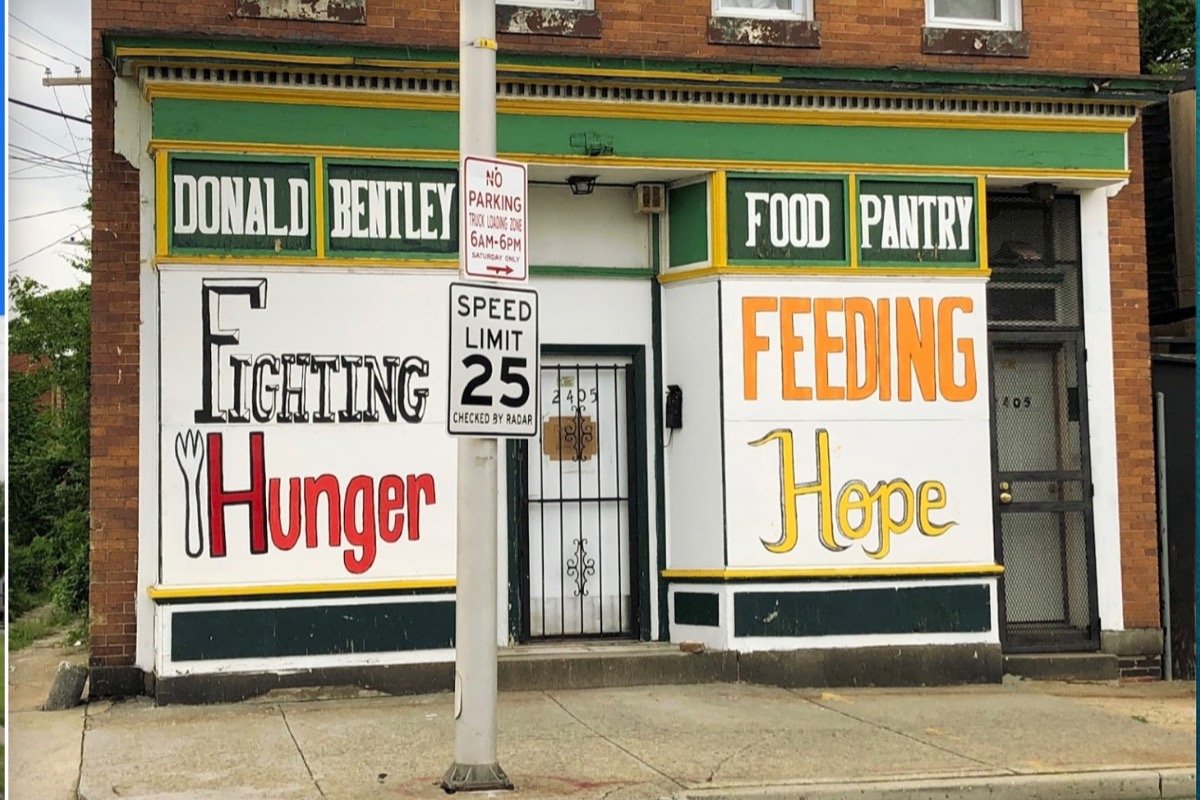 DONALD BENTLEY
FOOD PANTRY
NO
PARKING
TRUCK LOADING ZONE
6AM-6PM
SATURDAY ONLY
SPEED
LIMIT
25
CHECKED BY RADAR
FIGHTING
HUNGER
FEEDING
Hope
2405
405